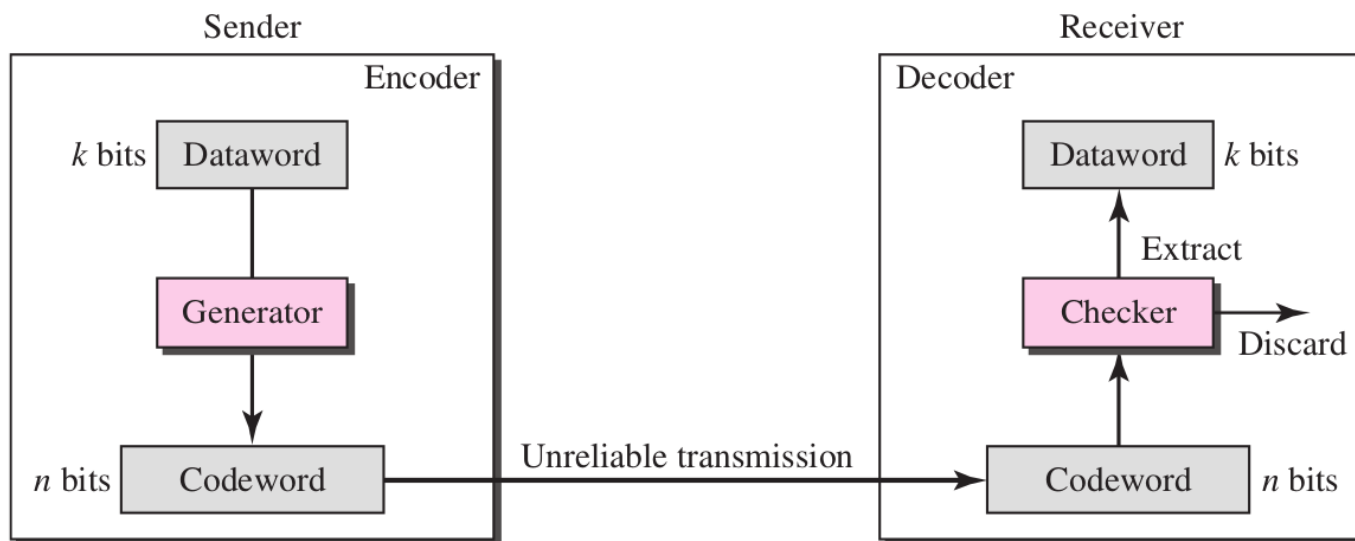 Sender
Encoder
k bits
Dataword
Generator
n bits
Codeword
Unreliable transmission
Receiver
Decoder
Dataword
k bits
Extract
Checker
Discard
Codeword
n bits